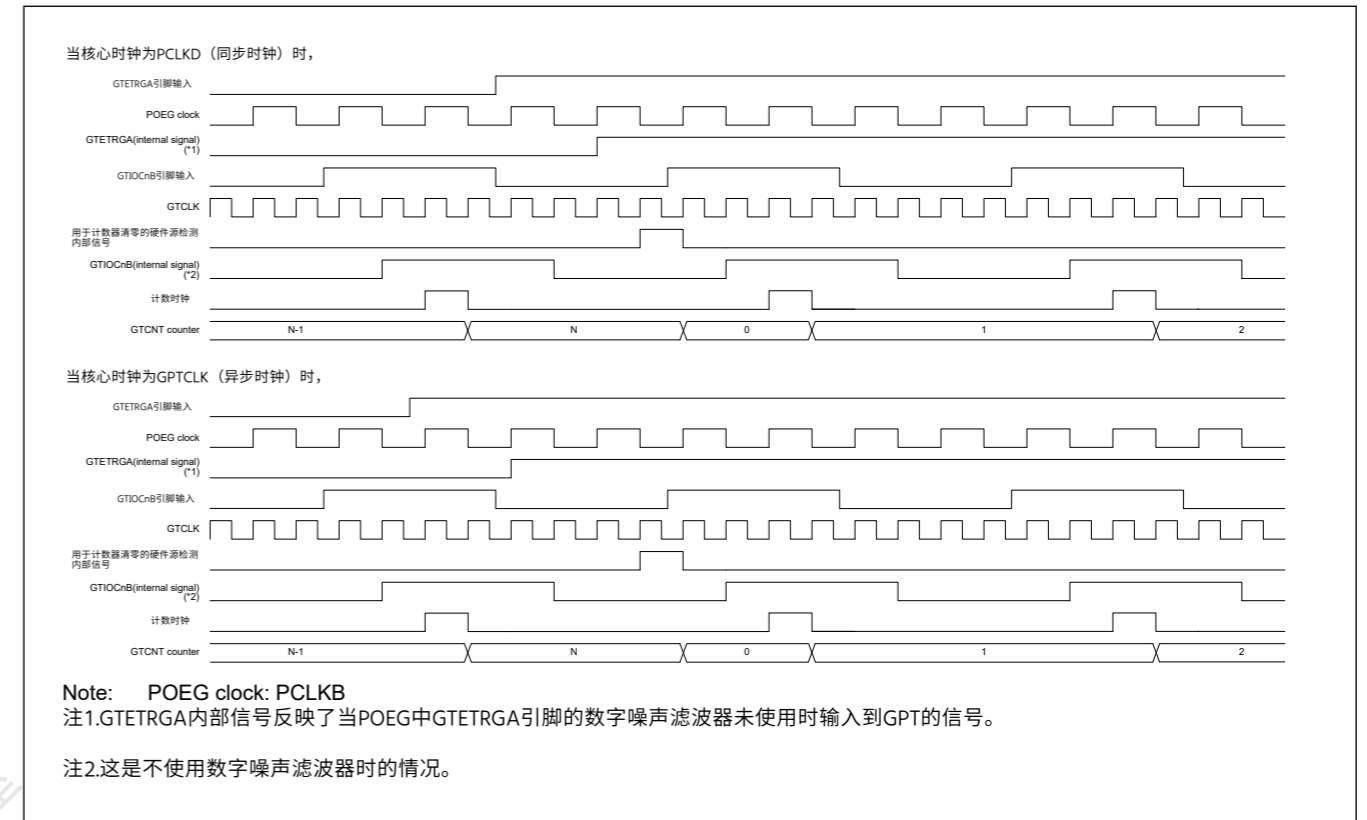 当核心时钟为PCLKD（同步时钟）时，
GTETRGA引脚输入
POEG clock
GTETRGA(internal signal)
(*1)
GTIOCnB引脚输入
GTCLK
用于计数器清零的硬件源检测
内部信号
GTIOCnB(internal signal)
(*2)
计数时钟
GTCNT counter N-1 N 0 1 2
当核心时钟为GPTCLK（异步时钟）时，
GTETRGA引脚输入
POEG clock
GTETRGA(internal signal)
(*1)
GTIOCnB引脚输入
GTCLK
用于计数器清零的硬件源检测
内部信号
GTIOCnB(internal signal)
(*2)
计数时钟
GTCNT counter N-1 N 0 1 2
Note: POEG clock: PCLKB
注1.GTETRGA内部信号反映了当POEG中GTETRGA引脚的数字噪声滤波器未使用时输入到GPT的信号。
注2.这是不使用数字噪声滤波器时的情况。